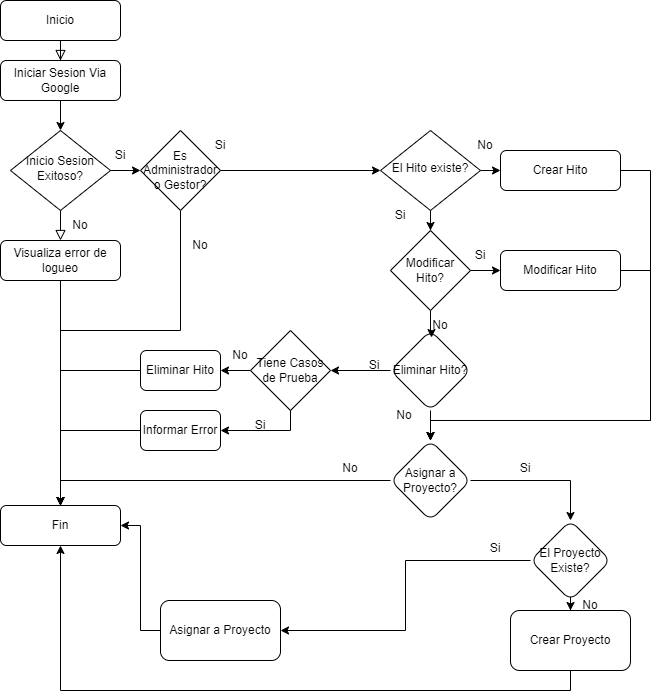 Inicio
Iniciar Sesion Via
Google
Inicio Sesion
Exitoso?
Si
Es
Administrador
o Gestor?
Si
El Hito existe?
No
Crear Hito
No
Visualiza error de
logueo
No
Si
Modificar
Hito?
Si
Modificar Hito
No
Eliminar Hito?
Si
Tiene Casos
de Prueba
No
Eliminar Hito
Si
Informar Error
No
Asignar a
Proyecto?
No
Si
Fin
El Proyecto
Existe?
Si
No
Asignar a Proyecto
Crear Proyecto